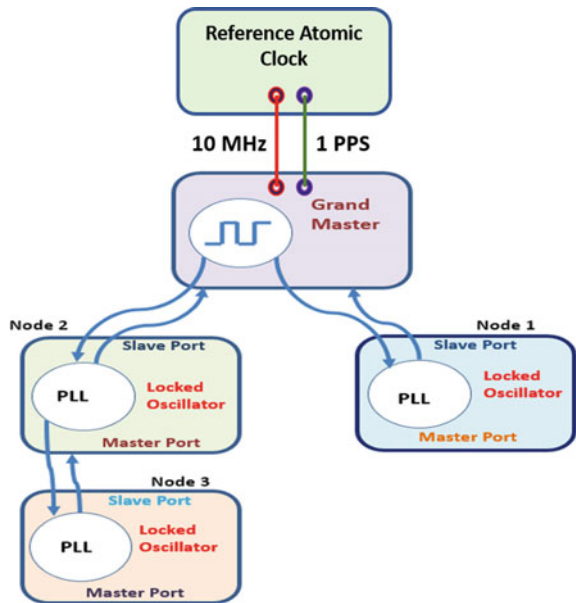 Reference Atomic
Clock
10 MHz
1 PPS
Grand
Master
Node 2
Slave Port
PLL
Locked
Oscillator
Master Port
Node 1
Slave Port
PLL
Locked
Oscillator
Master Port
Node 3
Slave Port
PLL
Locked
Oscillator
Master Port